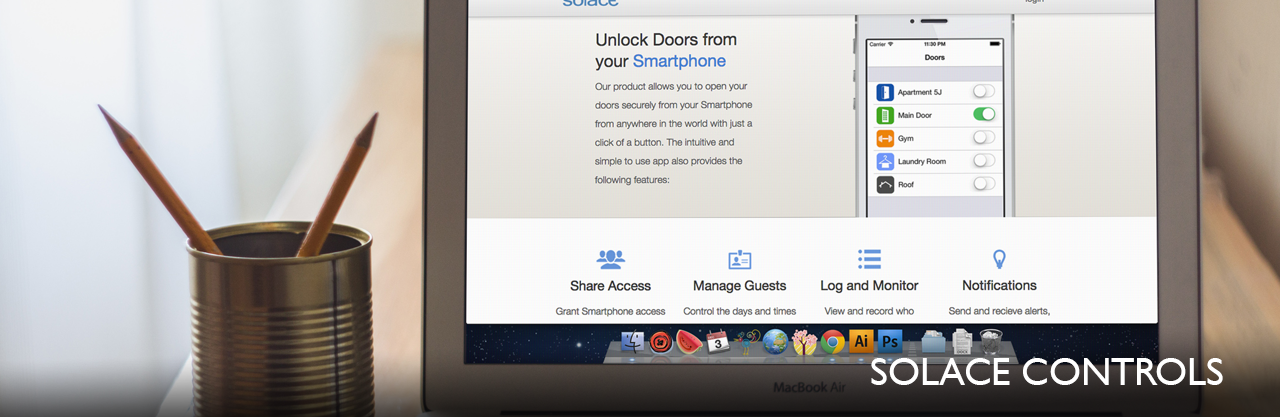 solace
login
Unlock Doors from
your Smartphone
Our product allows you to open your
doors securely from your Smartphone
from anywhere in the world with just a
click of a button. The intuitive and
simple to use app also provides the
following features:
Carrier
11:30 PM
Doors
Apartment 5J
Main Door
Gym
Laundry Room
Roof
Share Access
Manage Guests
Log and Monitor
Notifications
Grant Smartphone access
Control the days and times
View and record who
Send and recieve alerts,
3
Ai
Ps
MacBook Air
SOLACE CONTROLS